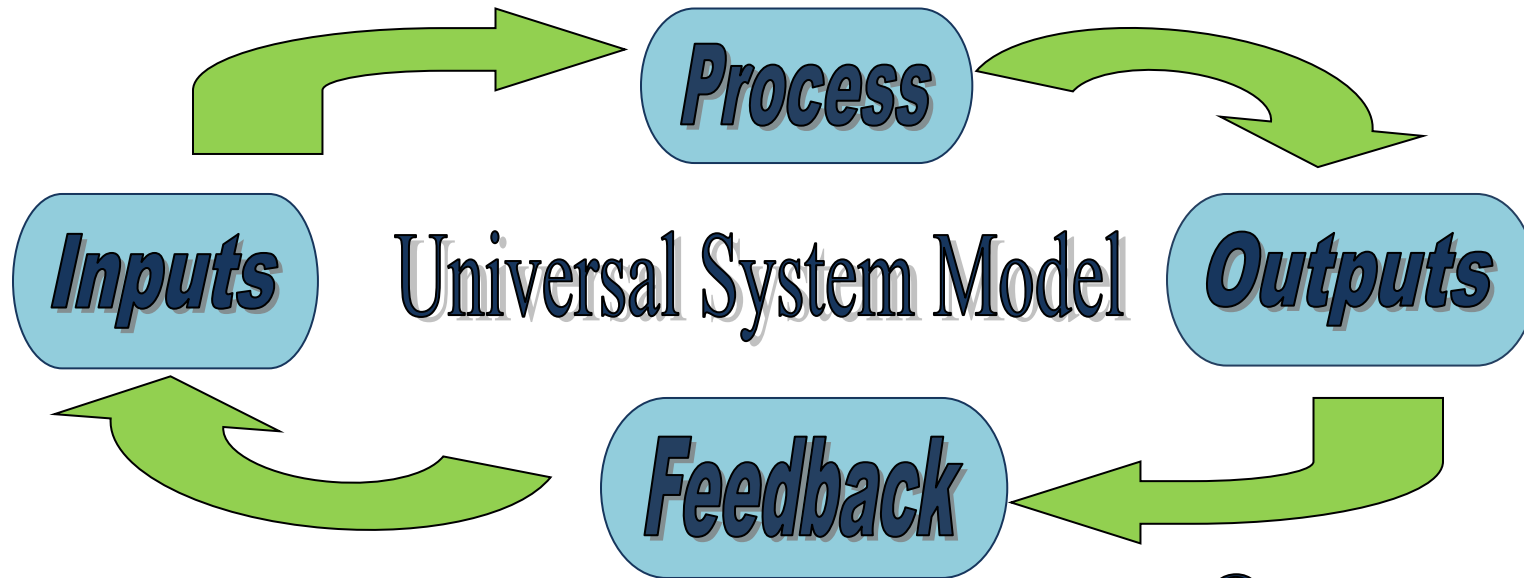 Process
Inputs
Universal System Model
Outputs
Feedback